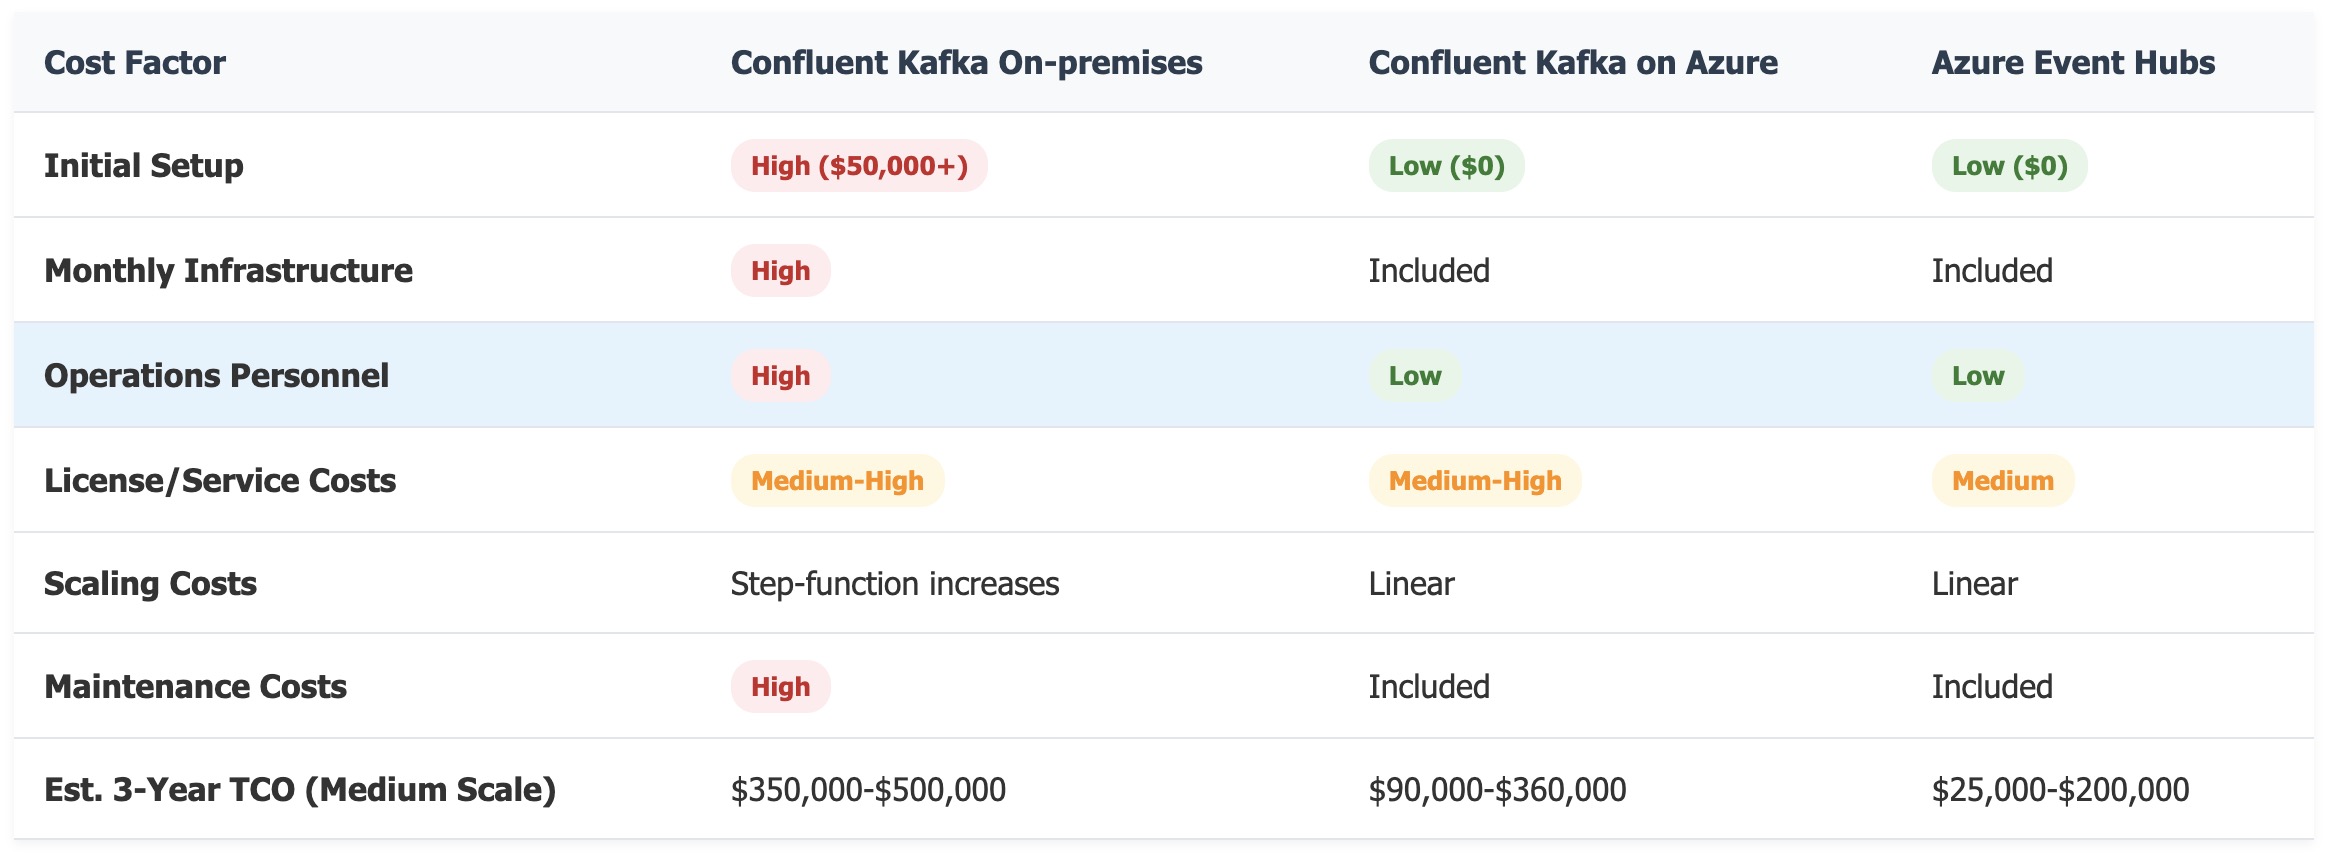 Cost Factor Confluent Kafka On-premises Confluent Kafka on Azure Azure Event Hubs
Initial Setup High ($50,000+) Low ($0) Low ($0)
Monthly Infrastructure High Included Included
Operations Personnel High Low Low
License/Service Costs Medium-High Medium-High Medium
Scaling Costs Step-function increases Linear Linear
Maintenance Costs High Included Included
Est. 3-Year TCO (Medium Scale) $350,000-$500,000 $90,000-$360,000 $25,000-$200,000